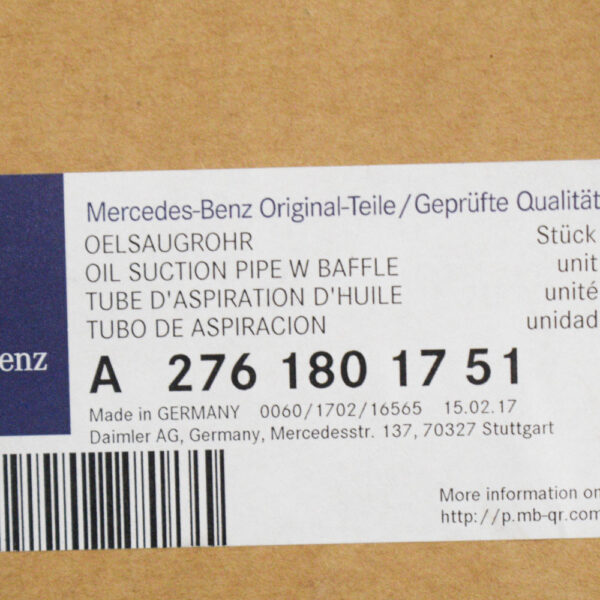 Mercedes-Benz Original-Teile/Geprüfte Qualität
OELSAUGROHR Stück
OIL SUCTION PIPE W BAFFLE unit
TUBE D'ASPIRATION D'HUILE unité
TUBO DE ASPIRACION unidad
enz
A 276 180 17 51
Made in GERMANY 0060/1702/16565 15.02.17
Daimler AG, Germany, Mercedesstr. 137, 70327 Stuttgart
More information on
http://p.mb-qr.com